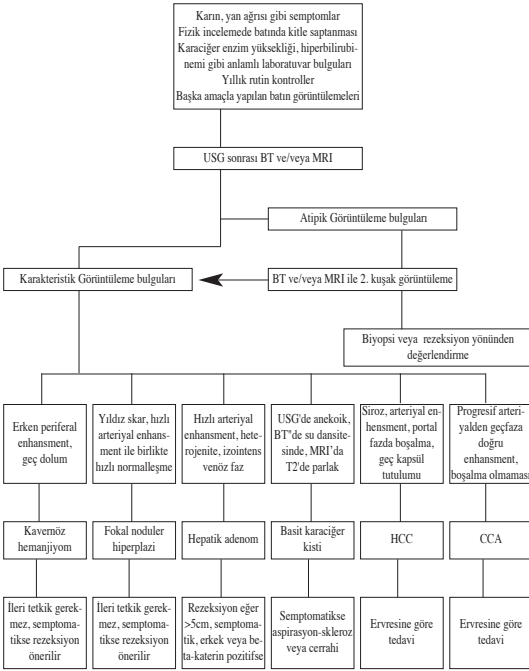 Karın, yan ağrısı gibi semptomlar
Fizik incelemede batında kitle saptanması
Karaciğer enzim yüksekliği, hiperbilirubi-
nemi gibi anlamlı laboratuvar bulguları
Yıllık rutin kontroller
Başka amaçla yapılan batın görüntülemeleri
USG sonrası BT ve/veya MRI
Atipik Görüntüleme bulguları
Karakteristik Görüntüleme bulguları
BT ve/veya MRI ile 2. kuşak görüntüleme
Biyopsi veya rezeksiyon yönünden
değerlendirme
Erken periferal
enhansment,
geç dolum
Yıldız skar, hızlı
arteriyal enhans-
ment ile birlikte
hızlı normalleşme
Hızlı arteriyal
enhansment, hete-
rojenite, izointens
venöz faz
USG'de anekoik,
BT"de su dansite-
sinde, MRI'da
T2'de parlak
Siroz, arteriyal en-
hensment, portal
fazda boşalma,
geç kapsül
tutulumu
Progresif arteri-
yalden geçfaza
doğru
enhansment,
boşalma olmaması
Kavernöz
hemanjiyom
Fokal noduler
hiperplazi
Hepatik adenom
Basit karaciğer
kisti
HCC
CCA
İleri tetkik gerek-
mez, semptoma-
tikse rezeksiyon
önerilir
İleri tetkik gerek-
mez, semptoma-
tikse rezeksiyon
önerilir
Rezeksiyon eğer
>5cm, semptoma-
tik, erkek veya be-
ta-katerin pozitifse
Semptomatikse
aspirasyon-skleroz
veya cerrahi
Ervresine göre
tedavi
Ervresine göre
tedavi